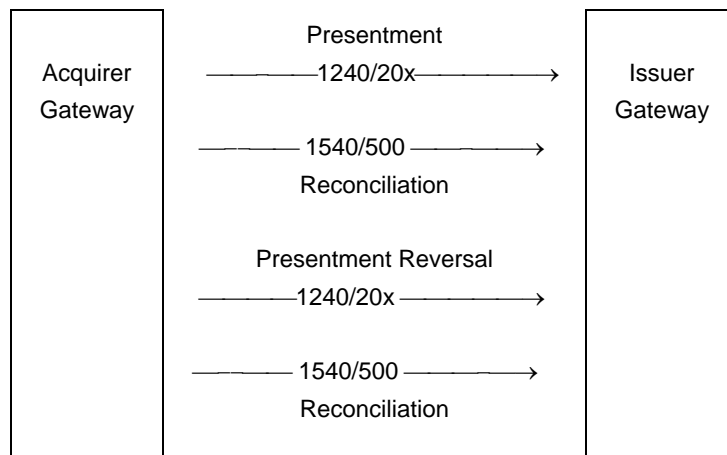 Acquirer
Gateway
Presentment
1240/20x
1540/500
Reconciliation
Presentment Reversal
1240/20x
1540/500
Reconciliation
Issuer
Gateway